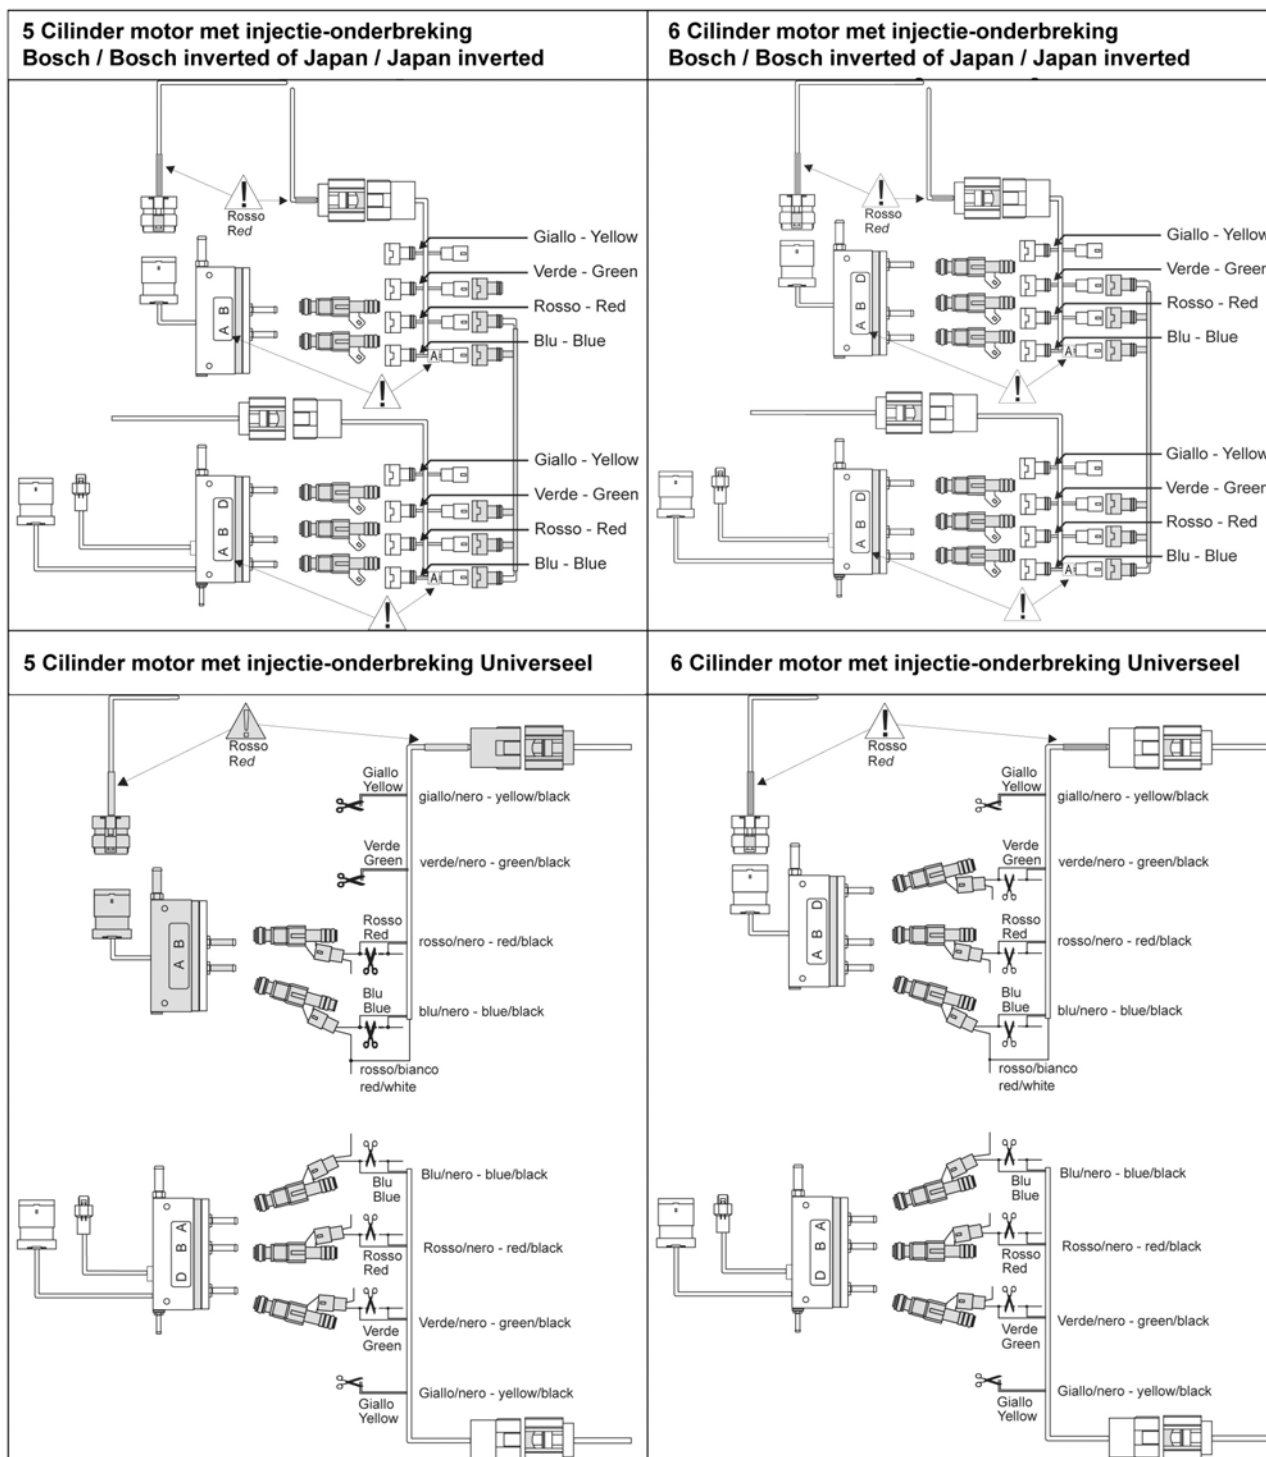 5 Cilinder motor met injectie-onderbreking
Bosch / Bosch inverted of Japan / Japan inverted
Rosso
Red
Giallo - Yellow
Verde - Green
Rosso - Red
Blu - Blue
A B
A
Giallo - Yellow
Verde - Green
Rosso - Red
Blu - Blue
A B D
A
6 Cilinder motor met injectie-onderbreking
Bosch / Bosch inverted of Japan / Japan inverted
Rosso
Red
Giallo - Yellow
Verde - Green
Rosso - Red
Blu - Blue
A B D
A
Giallo - Yellow
Verde - Green
Rosso - Red
Blu - Blue
A B D
A
5 Cilinder motor met injectie-onderbreking Universeel
Rosso
Red
Giallo
Yellow
giallo/nero - yellow/black
Verde
Green
verde/nero - green/black
Rosso
Red
rosso/nero - red/black
A B
Blu
Blue
blu/nero - blue/black
rosso/bianco
red/white
Blu/nero - blue/black
Blu
Blue
D B A
Rosso/nero - red/black
Rosso
Red
Verde/nero - green/black
Verde
Green
Giallo/nero - yellow/black
Giallo
Yellow
6 Cilinder motor met injectie-onderbreking Universeel
Rosso
Red
Giallo
Yellow
giallo/nero - yellow/black
Verde
Green
verde/nero - green/black
Rosso
Red
rosso/nero - red/black
A B D
Blu
Blue
blu/nero - blue/black
rosso/bianco
red/white
Blu/nero - blue/black
Blu
Blue
D B A
Rosso/nero - red/black
Rosso
Red
Verde/nero - green/black
Verde
Green
Giallo/nero - yellow/black
Giallo
Yellow